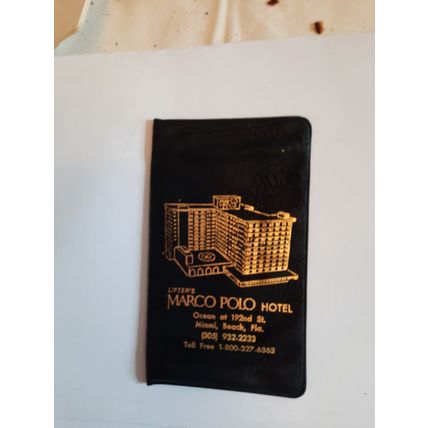 LIFTER'S
MARCO POLO HOTEL
Ocean at 192nd St.
Miami, Beach, Fla.
(305) 932-2233
Toll Free 1-800-327-6363